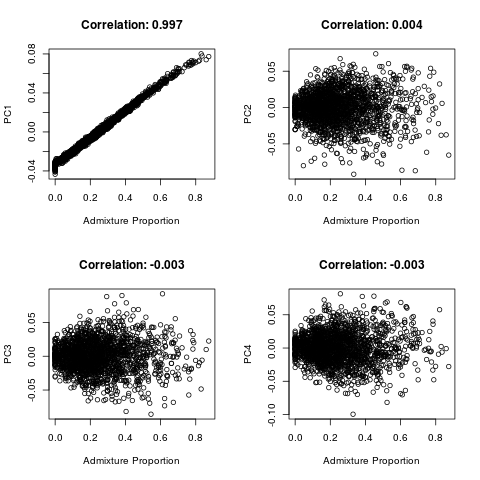 Correlation: 0.997
PC1
-0.04 0.00 0.04 0.08
0.0 0.2 0.4 0.6 0.8
Admixture Proportion
Correlation: 0.004
PC2
-0.05 0.00 0.05
0.0 0.2 0.4 0.6 0.8
Admixture Proportion
Correlation: -0.003
PC3
-0.05 0.00 0.05
0.0 0.2 0.4 0.6 0.8
Admixture Proportion
Correlation: -0.003
PC4
-0.10 -0.05 0.00 0.05
0.0 0.2 0.4 0.6 0.8
Admixture Proportion